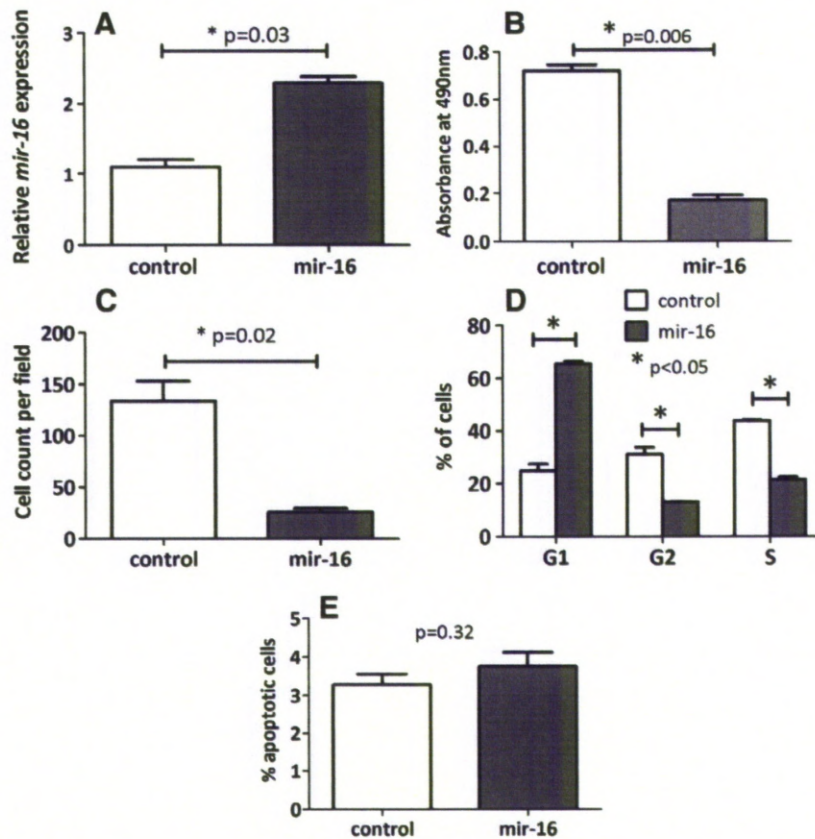 A
* p=0.03
Relative mir-16 expression
3
2
1
0
control mir-16
B
* p=0.006
Absorbance at 490nm
0.8
0.6
0.4
0.2
0.0
control mir-16
C
* p=0.02
Cell count per field
200
150
100
50
0
control mir-16
D
control
mir-16
* p<0.05
% of cells
80
60
40
20
0
*
*
*
G1 G2 S
E
p=0.32
% apoptotic cells
5
4
3
2
1
0
control mir-16